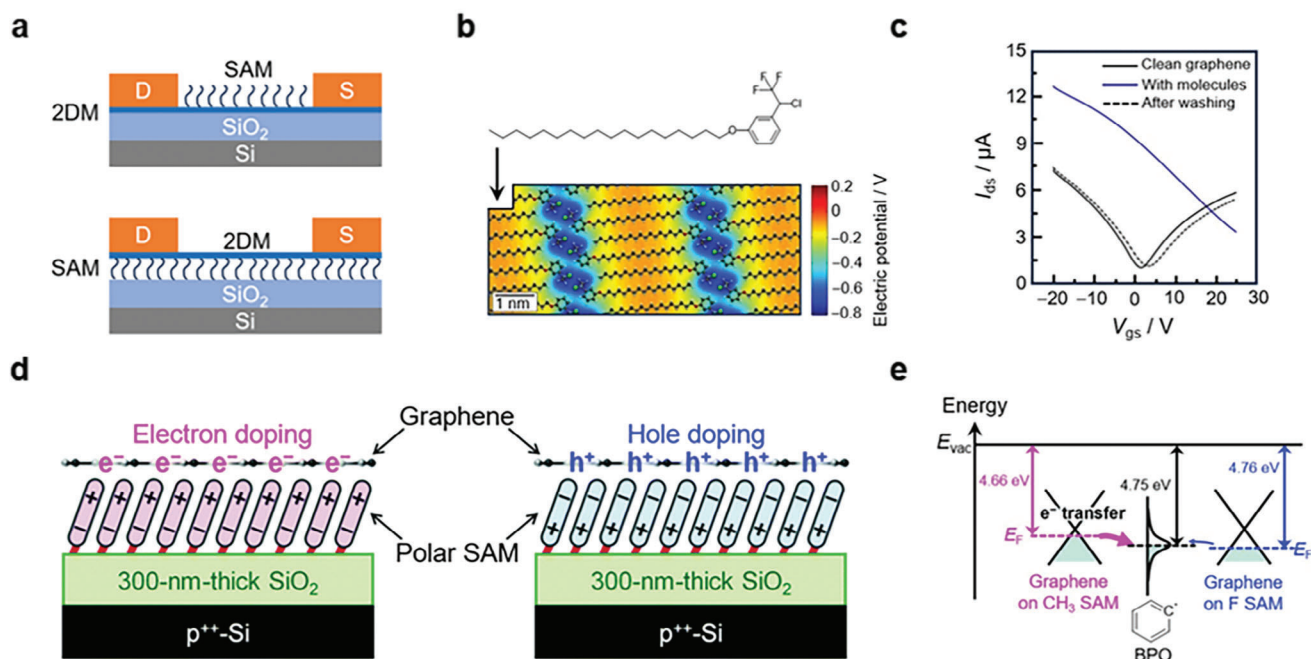 a
SAM
D
S
2DM
SiO₂
Si
2DM
D
S
SAM
SiO₂
Si
b
F
F
F
Cl
O
1 nm
0.2
0
−0.2
−0.4
−0.6
−0.8
Electric potential / V
c
15
12
9
6
3
0
Ids / μA
Clean graphene
With molecules
After washing
−20
−10
0
10
20
30
Vgs / V
d
Graphene
Electron doping
e⁻ e⁻ e⁻ e⁻ e⁻
+ + + + + + + +
− − − − − − − −
Hole doping
h⁺ h⁺ h⁺ h⁺ h⁺
− − − − − − − −
+ + + + + + + +
Polar SAM
300-nm-thick SiO₂
300-nm-thick SiO₂
p⁺⁺-Si
p⁺⁺-Si
e
Energy
Evac
4.66 eV
4.75 eV
4.76 eV
e⁻ transfer
EF
EF
Graphene
on CH₃ SAM
Graphene
on F SAM
C·
BPO